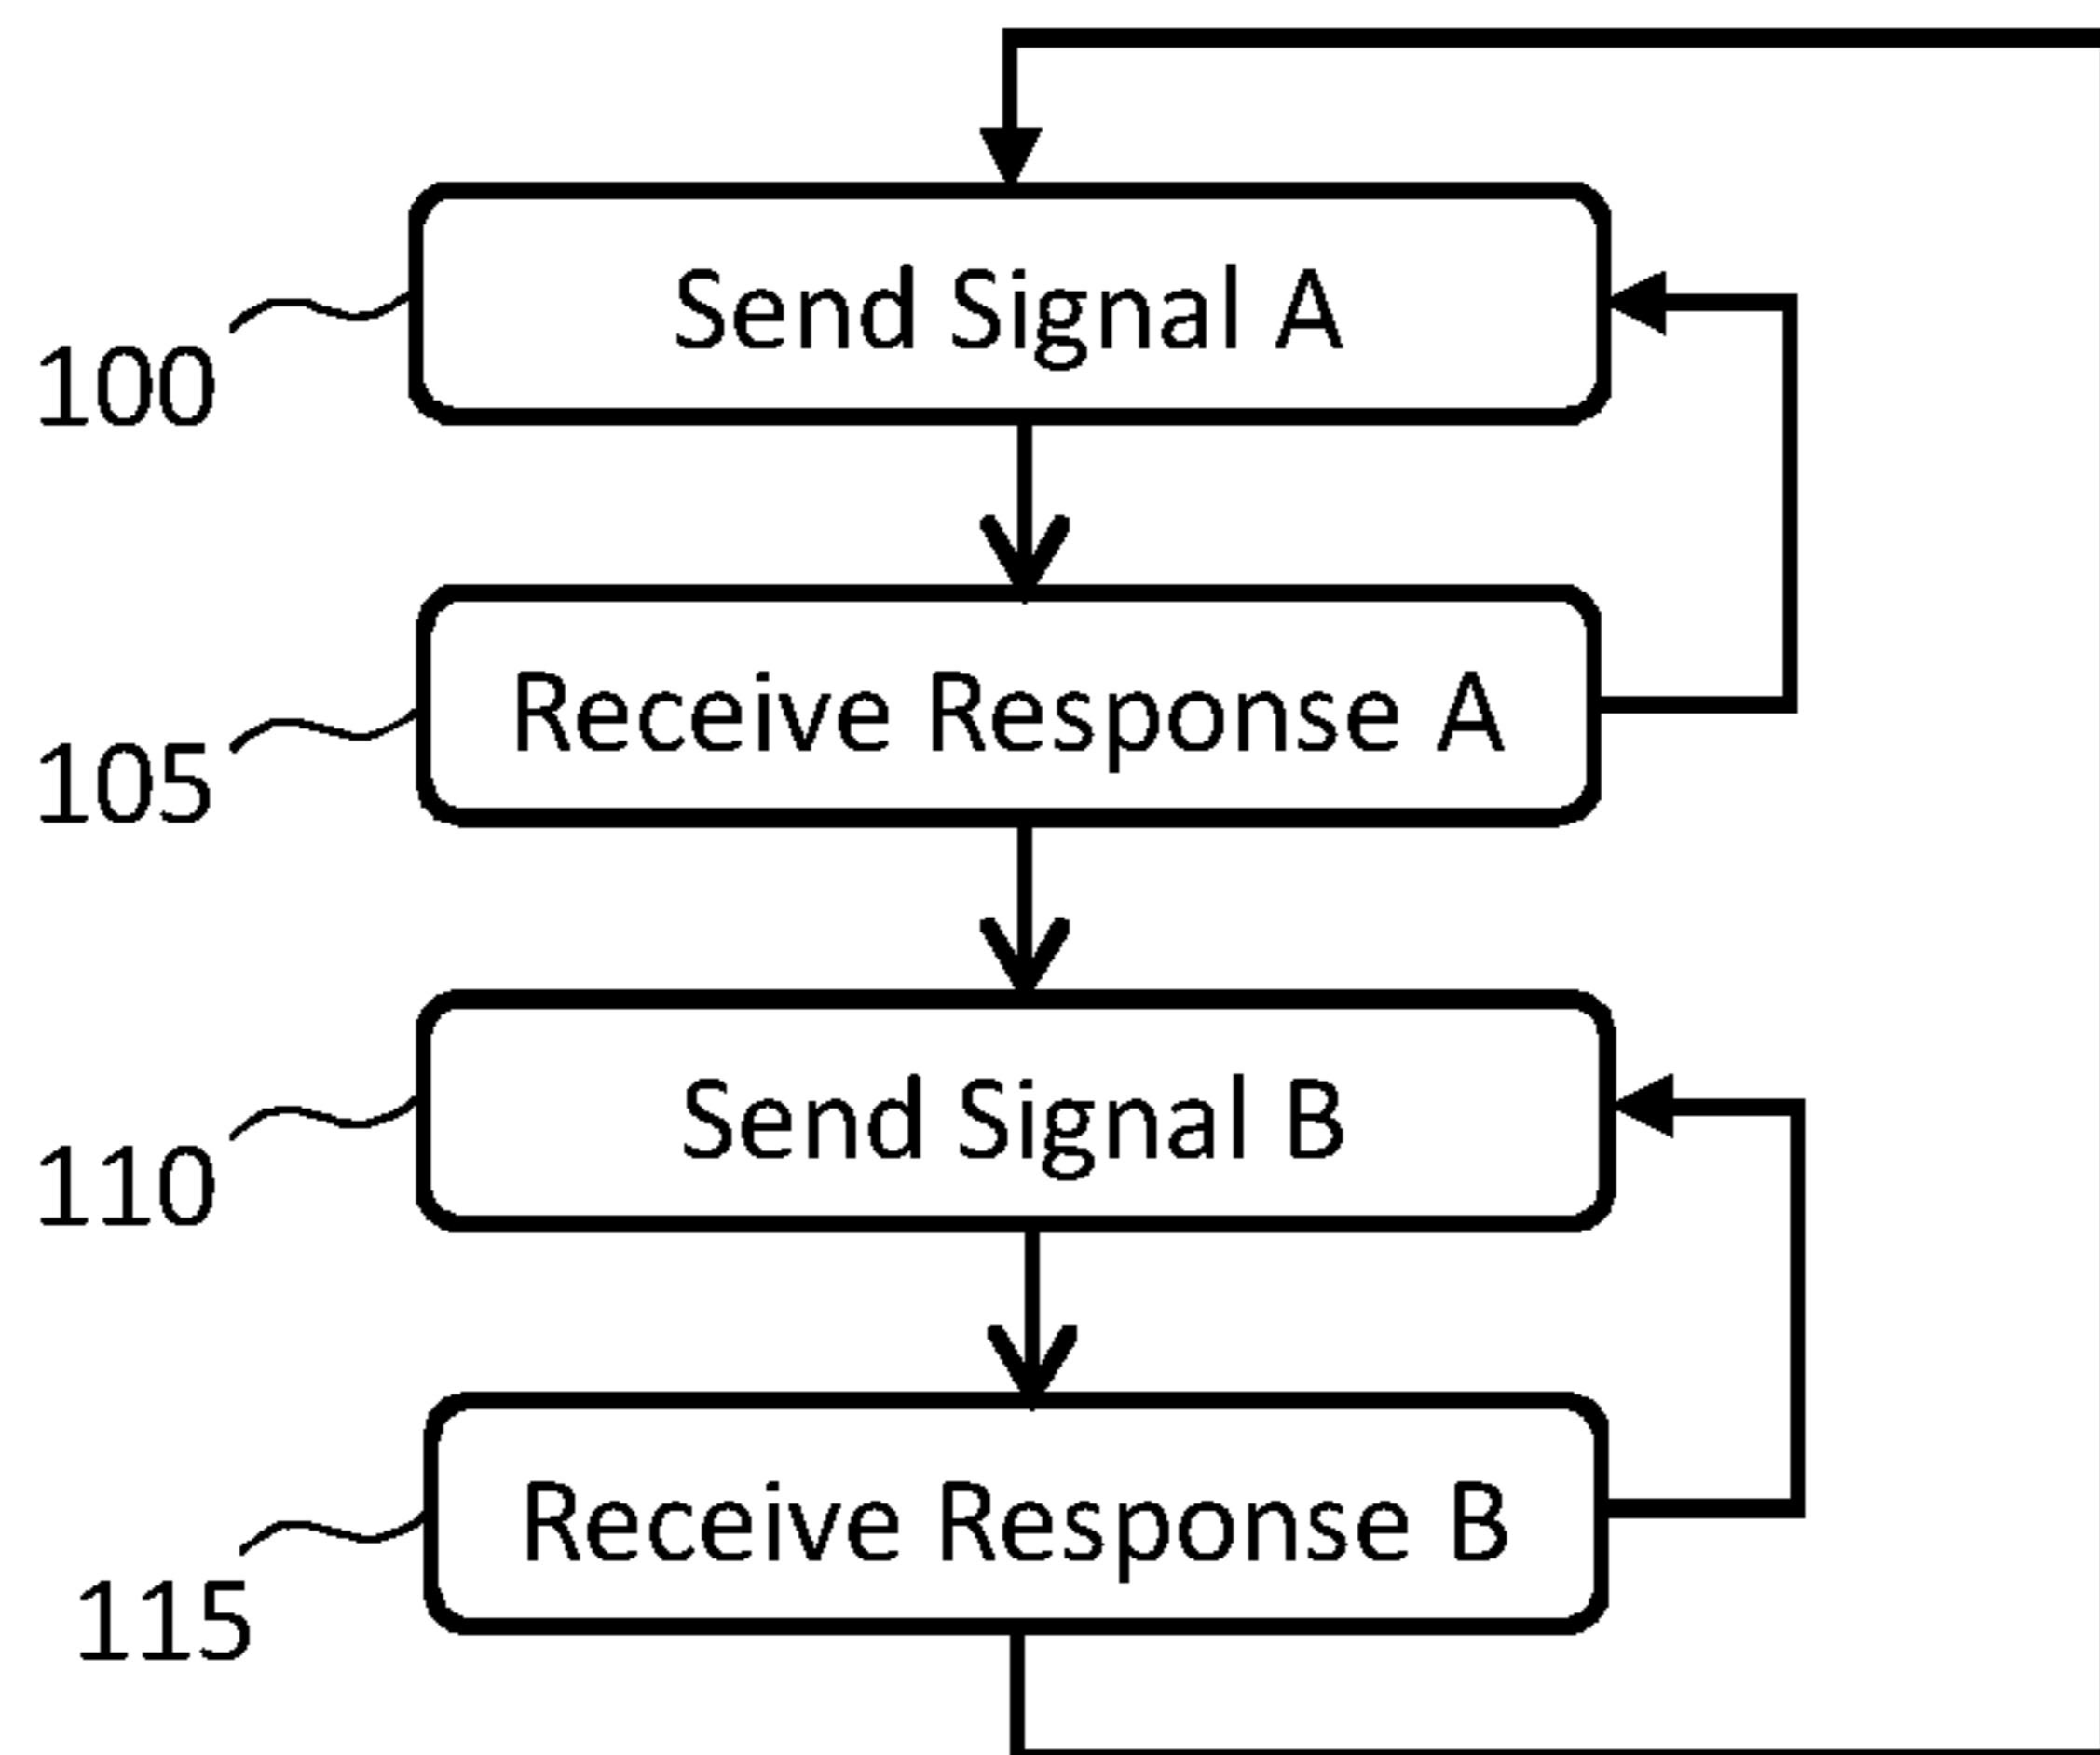 Send Signal A
100
Receive Response A
105
Send Signal B
110
Receive Response B
115